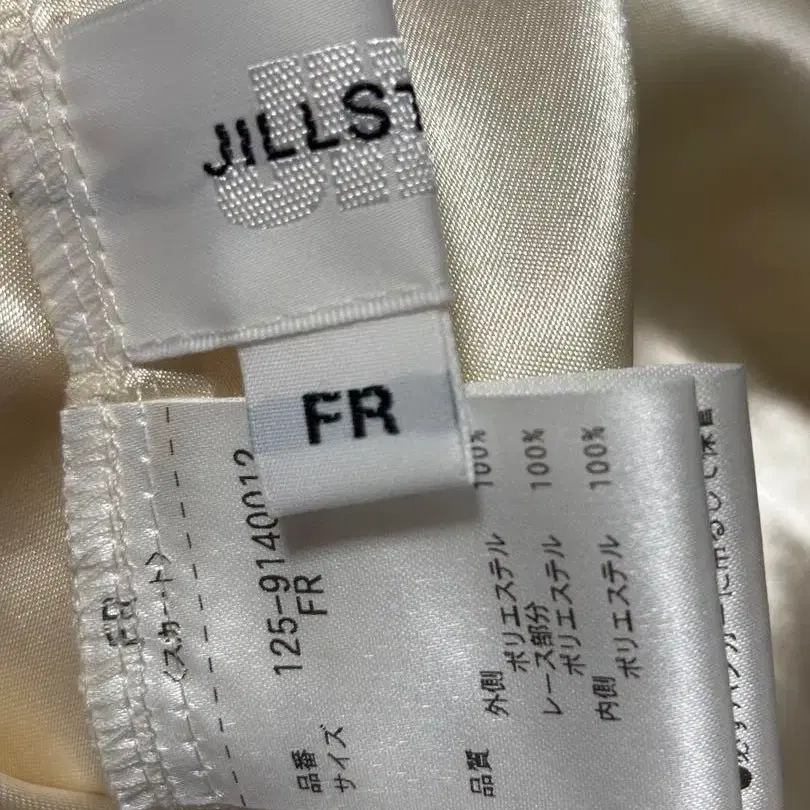 JILLST
FR
FR
〈スカート〉
品番 125-9140012
サイズ FR
品質 外側
ポリエステル 100%
レース部分
ポリエステル 100%
内側
ポリエステル 100%